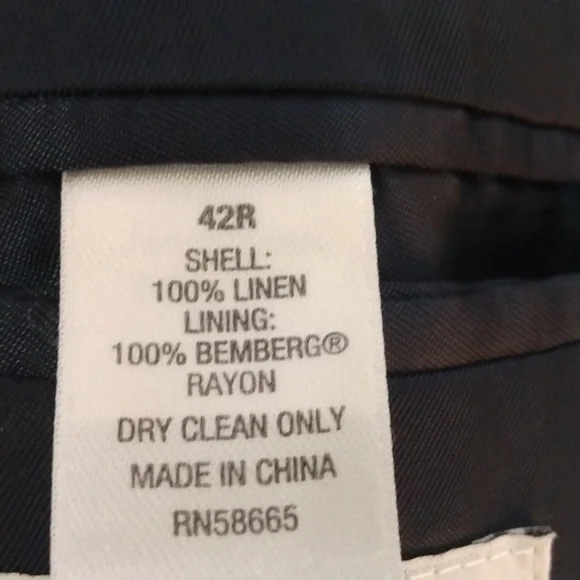 42R
SHELL:
100% LINEN
LINING:
100% BEMBERG®
RAYON
DRY CLEAN ONLY
MADE IN CHINA
RN58665